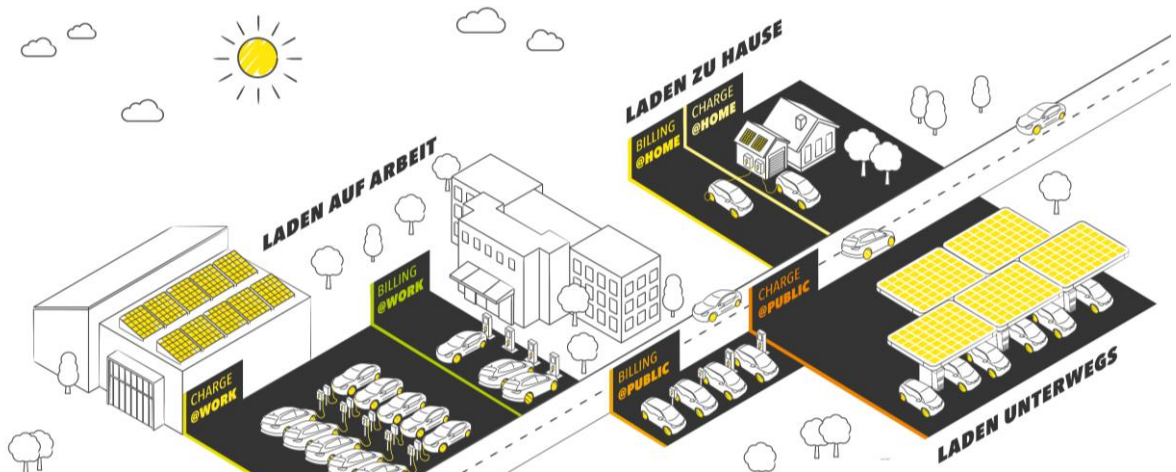 LADEN ZU HAUSE
BILLING
@HOME
CHARGE
@HOME
LADEN AUF ARBEIT
BILLING
@WORK
CHARGE
@WORK
CHARGE
@PUBLIC
BILLING
@PUBLIC
LADEN UNTERWEGS